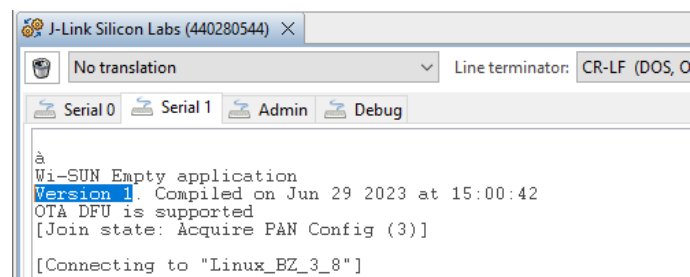 J-Link Silicon Labs (440280544)
No translation
Line terminator: CR-LF (DOS, O
Serial 0
Serial 1
Admin
Debug
à
Wi-SUN Empty application
Version 1. Compiled on Jun 29 2023 at 15:00:42
OTA DFU is supported
[Join state: Acquire PAN Config (3)]
[Connecting to "Linux_BZ_3_8"]